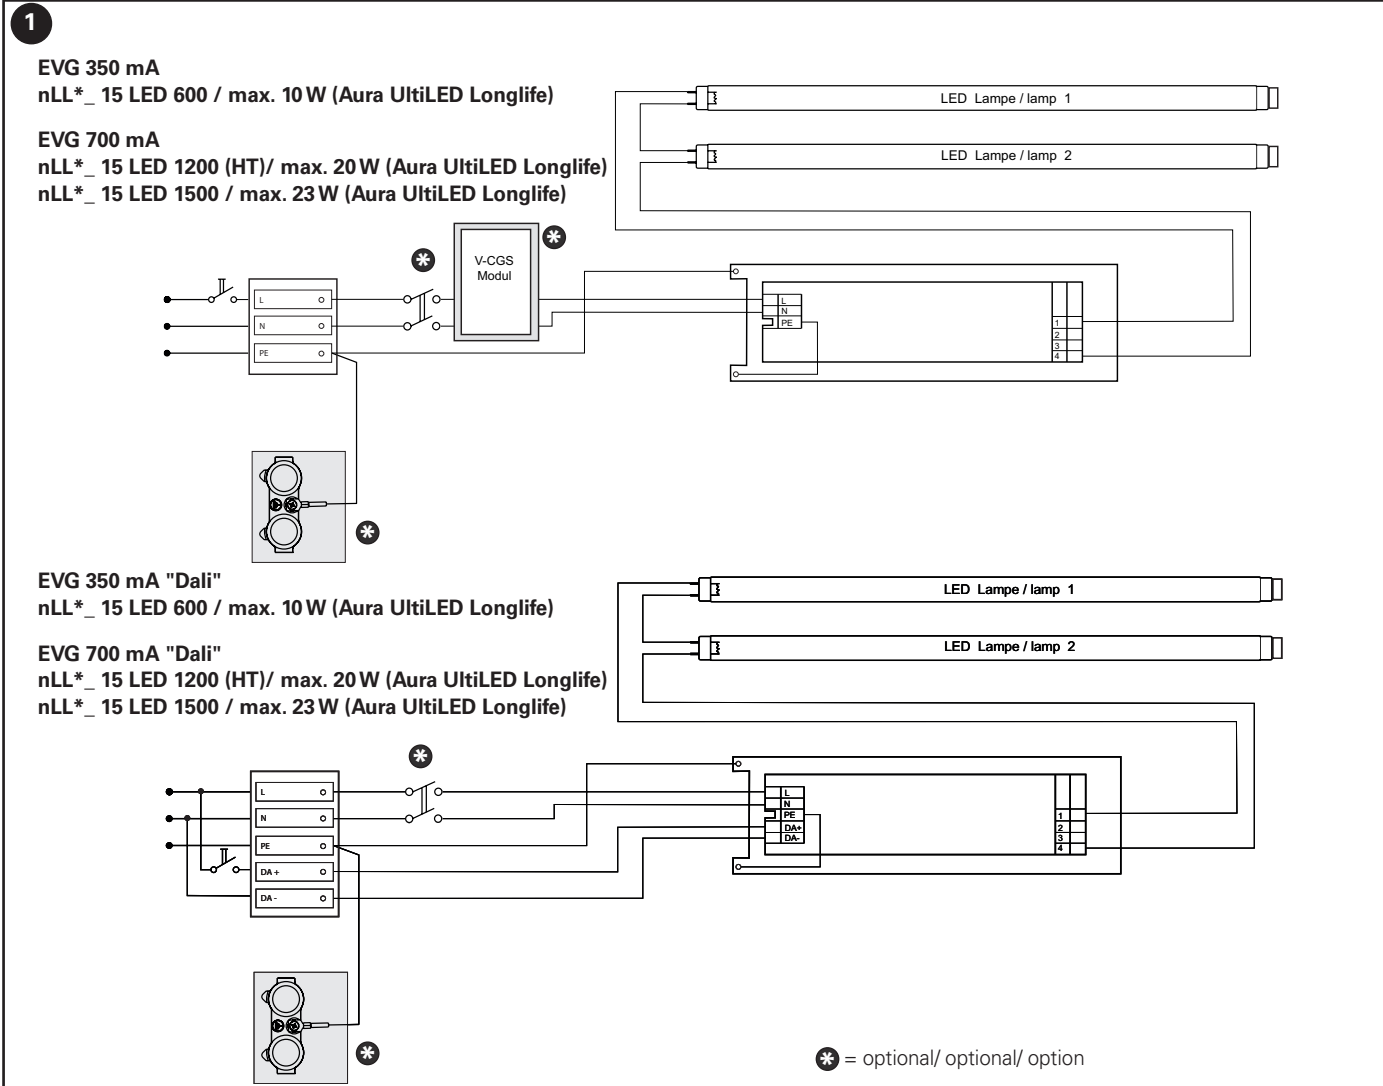 1
EVG 350 mA
nLL*_ 15 LED 600 / max. 10 W (Aura UltiLED Longlife)
EVG 700 mA
nLL*_ 15 LED 1200 (HT)/ max. 20 W (Aura UltiLED Longlife)
nLL*_ 15 LED 1500 / max. 23 W (Aura UltiLED Longlife)
LED Lampe / lamp 1
LED Lampe / lamp 2
V-CGS
Modul
L
N
PE
L
N
PE
1
2
3
4
EVG 350 mA "Dali"
nLL*_ 15 LED 600 / max. 10 W (Aura UltiLED Longlife)
EVG 700 mA "Dali"
nLL*_ 15 LED 1200 (HT)/ max. 20 W (Aura UltiLED Longlife)
nLL*_ 15 LED 1500 / max. 23 W (Aura UltiLED Longlife)
LED Lampe / lamp 1
LED Lampe / lamp 2
L
N
PE
DA+
DA-
L
N
PE
DA+
DA-
1
2
3
4
* = optional/ optional/ option